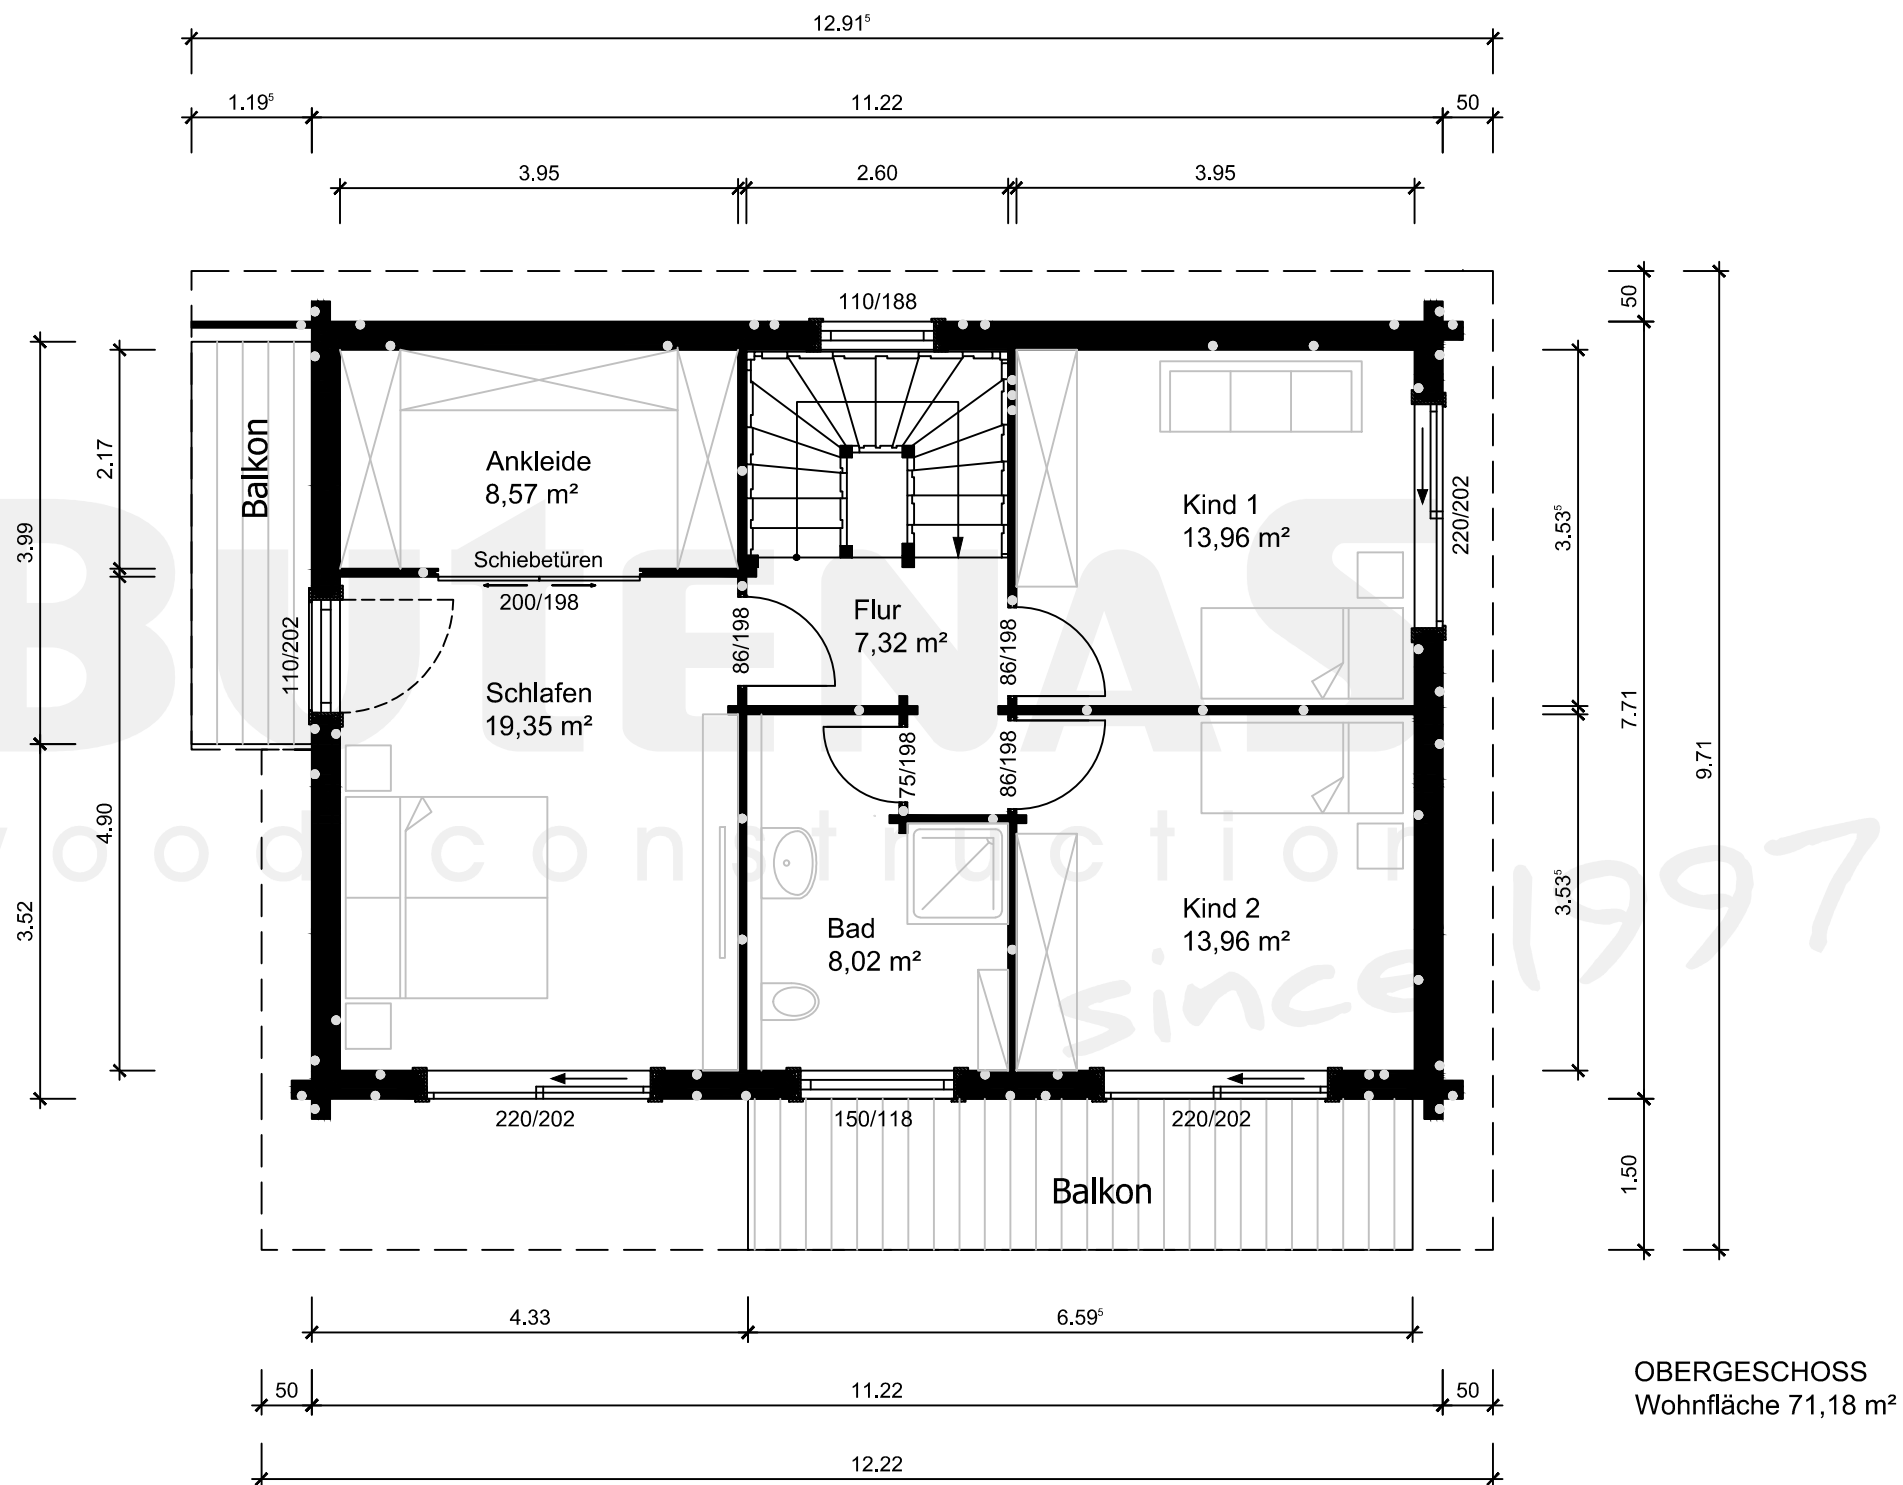 12.91⁵
1.19⁵
11.22
50
3.95
2.60
3.95
110/188
50
Balkon
2.17
3.99
Ankleide
8,57 m²
Schiebetüren
200/198
Kind 1
13,96 m²
220/202
3.53⁵
BUTENAS
Flur
7,32 m²
86/198
86/198
110/202
Schlafen
19,35 m²
7.71
9.71
75/198
86/198
4.90
wood construction
since 1997
3.52
Kind 2
13,96 m²
3.53⁵
Bad
8,02 m²
220/202
150/118
220/202
Balkon
1.50
4.33
6.59⁵
50
11.22
50
12.22
OBERGESCHOSS
Wohnfläche 71,18 m²